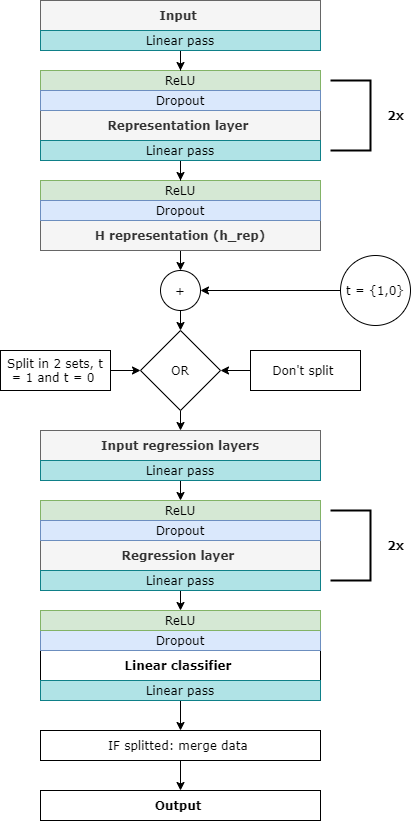 Input
Linear pass
ReLU
Dropout
Representation layer
Linear pass
2x
ReLU
Dropout
H representation (h_rep)
+
t = {1,0}
Split in 2 sets, t
= 1 and t = 0
OR
Don't split
Input regression layers
Linear pass
ReLU
Dropout
Regression layer
Linear pass
2x
ReLU
Dropout
Linear classifier
Linear pass
IF splitted: merge data
Output